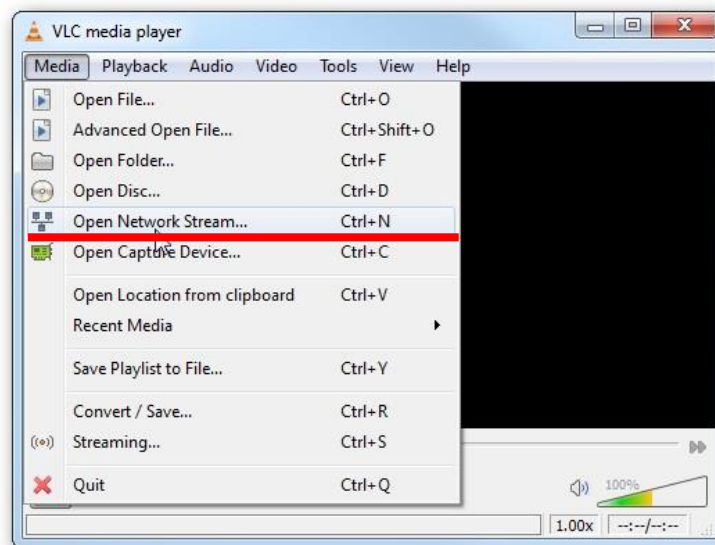 VLC media player
Media Playback Audio Video Tools View Help
Open File... Ctrl+O
Advanced Open File... Ctrl+Shift+O
Open Folder... Ctrl+F
Open Disc... Ctrl+D
Open Network Stream... Ctrl+N
Open Capture Device... Ctrl+C
Open Location from clipboard Ctrl+V
Recent Media
Save Playlist to File... Ctrl+Y
Convert / Save... Ctrl+R
Streaming... Ctrl+S
Quit Ctrl+Q
100%
1.00x --:--/--:--